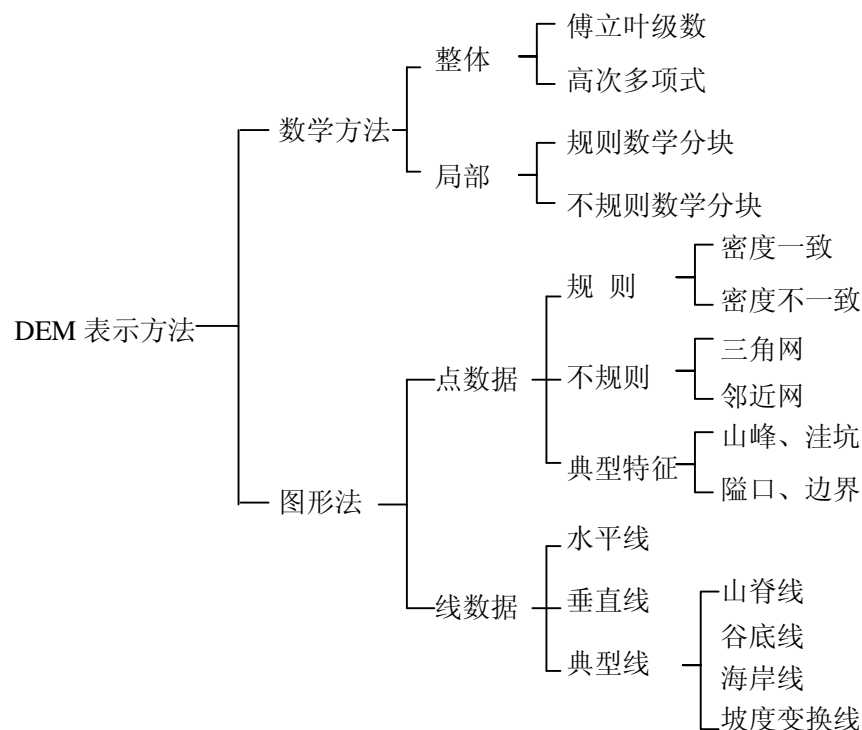 傅立叶级数
整体
高次多项式
数学方法
规则数学分块
局部
不规则数学分块
密度一致
规 则
密度不一致
DEM 表示方法
三角网
点数据
不规则
邻近网
山峰、洼坑
典型特征
隘口、边界
图形法
水平线
山脊线
线数据
垂直线
谷底线
典型线
海岸线
坡度变换线